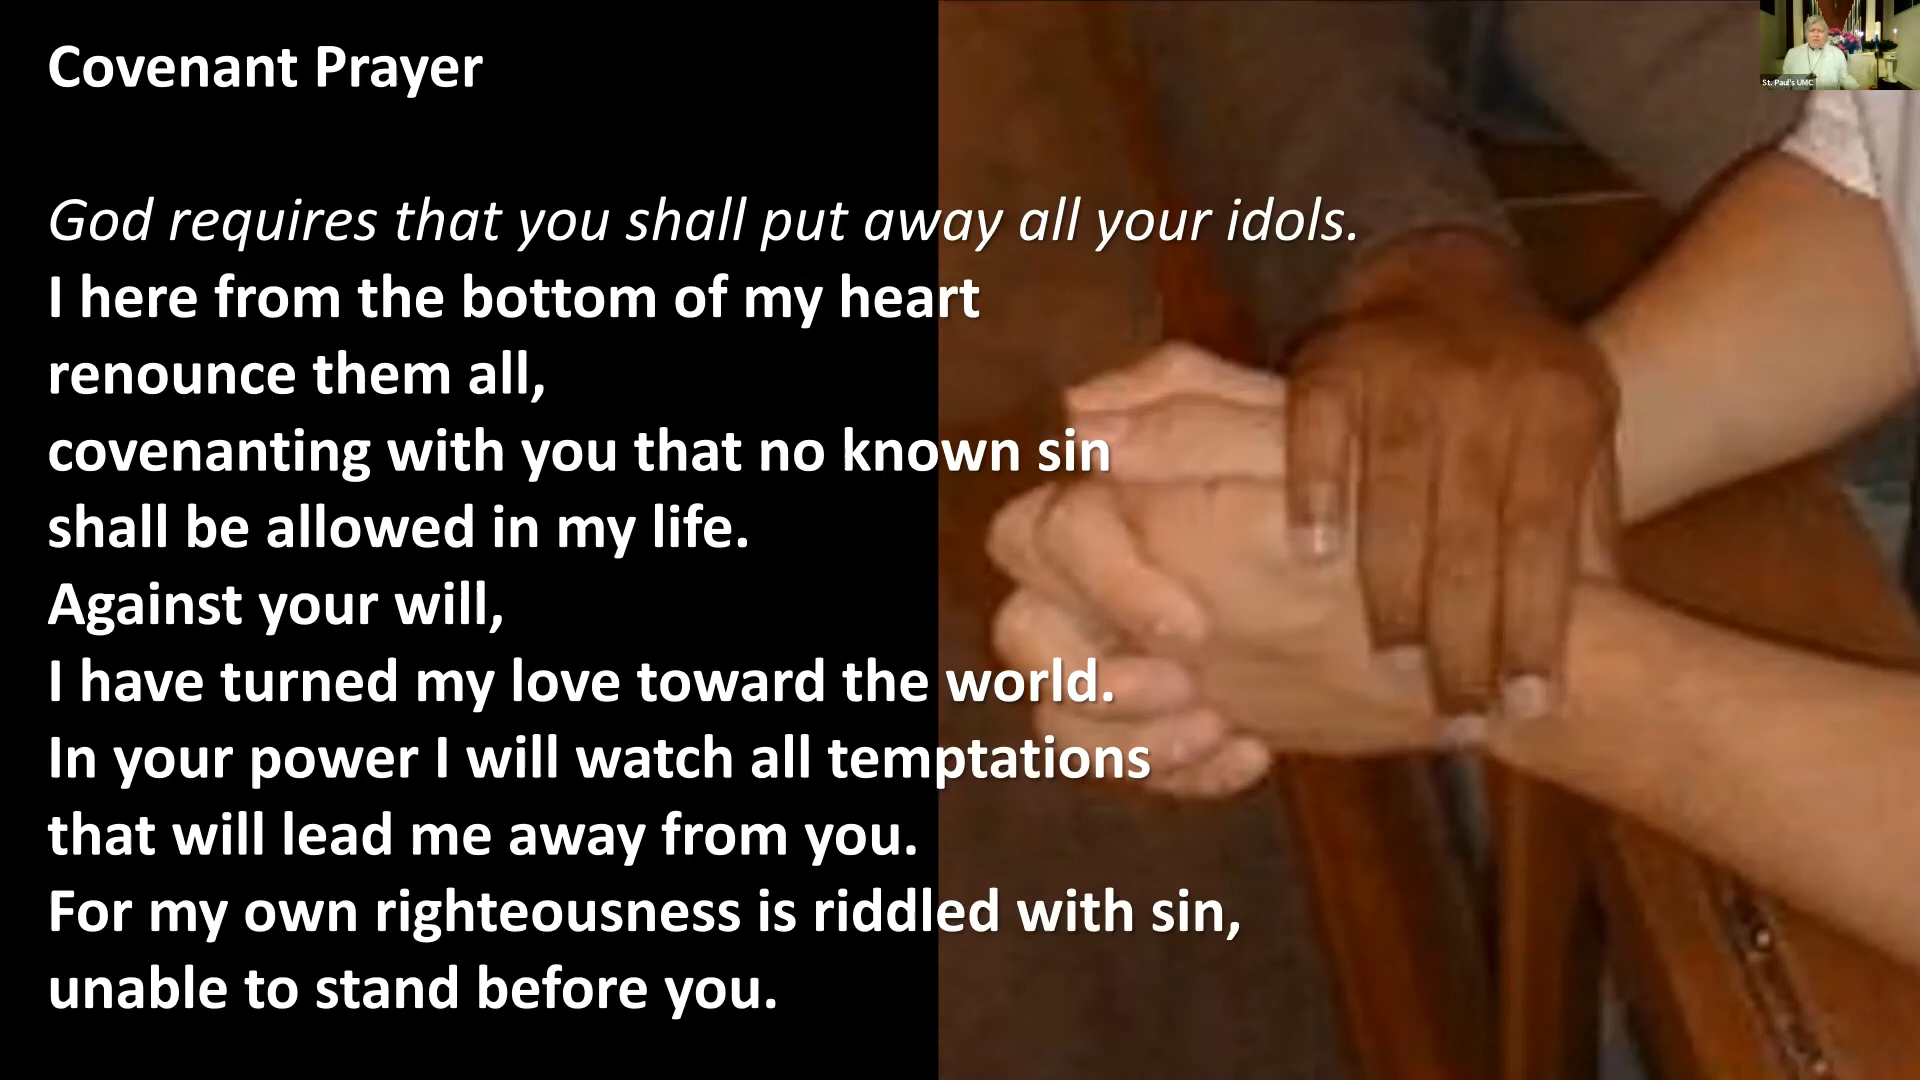 Covenant Prayer
God requires that you shall put away all your idols.
I here from the bottom of my heart
renounce them all,
covenanting with you that no known sin
shall be allowed in my life.
Against your will,
I have turned my love toward the world.
In your power I will watch all temptations
that will lead me away from you.
For my own righteousness is riddled with sin,
unable to stand before you.
St. Paul's UMC